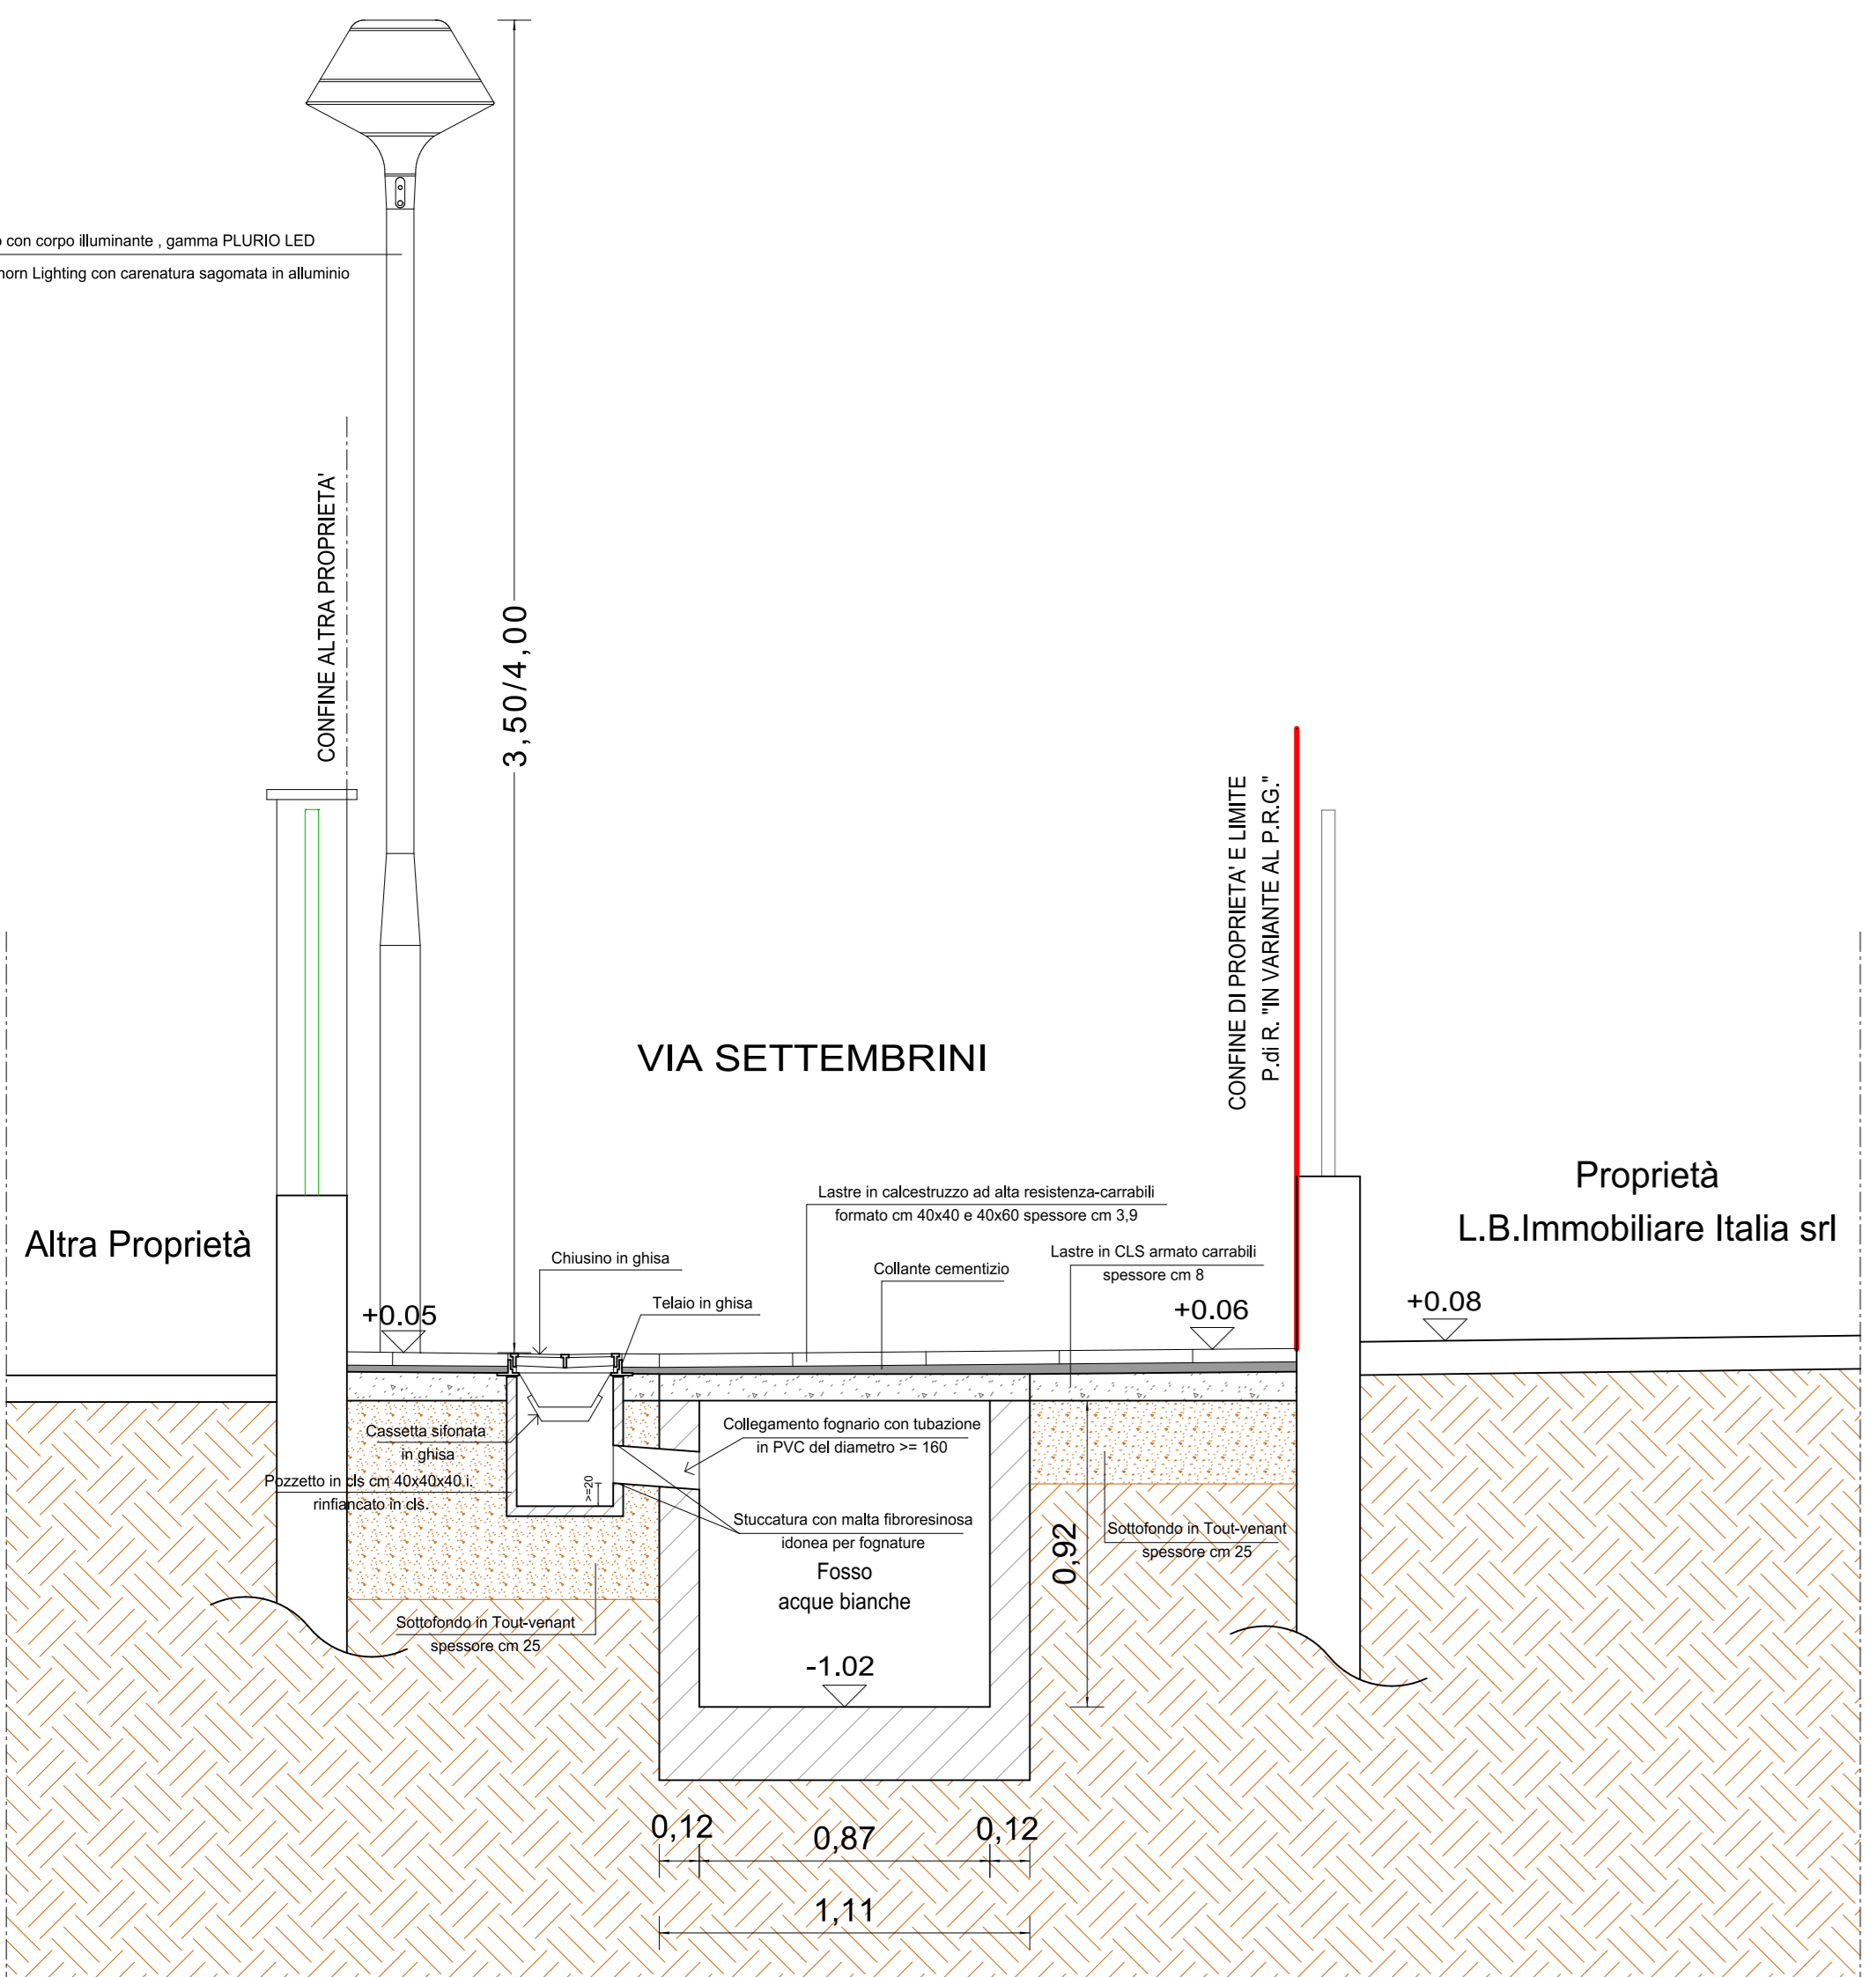 con corpo illuminante , gamma PLURIO LED
Lighting con carenatura sagomata in alluminio
CONFINE ALTRA PROPRIETA'
3,50/4,00
CONFINE DI PROPRIETA' E LIMITE
P.di R. "IN VARIANTE AL P.R.G."
VIA SETTEMBRINI
Altra Proprietà
Proprietà
L.B.Immobiliare Italia srl
Lastre in calcestruzzo ad alta resistenza-carrabili
formato cm 40x40 e 40x60 spessore cm 3,9
Chiusino in ghisa
Collante cementizio
Lastre in CLS armato carrabili
spessore cm 8
Telaio in ghisa
+0.05
+0.06
+0.08
Cassetta sifonata
in ghisa
Pozzetto in cls cm 40x40x40 i.
rinfiancato in cls.
>=20
Collegamento fognario con tubazione
in PVC del diametro >= 160
Stuccatura con malta fibroresinosa
idonea per fognature
Fosso
acque bianche
-1.02
0,92
Sottofondo in Tout-venant
spessore cm 25
Sottofondo in Tout-venant
spessore cm 25
0,12
0,87
0,12
1,11